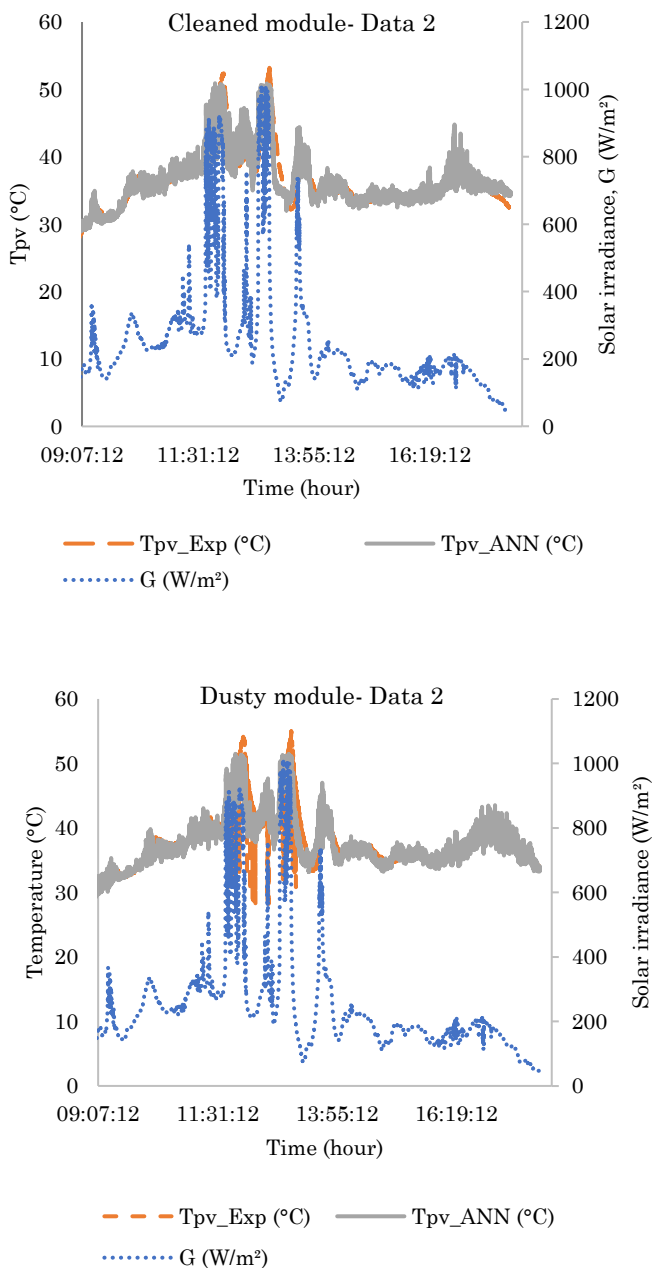 Cleaned module- Data 2
60 1200
50 1000
40 800
30 600
20 400
10 200
0 0
Tpv (°C)
Solar irradiance, G (W/m²)
09:07:12 11:31:12 13:55:12 16:19:12
Time (hour)
Tpv_Exp (°C) Tpv_ANN (°C)
G (W/m²)
Dusty module- Data 2
60 1200
50 1000
40 800
30 600
20 400
10 200
0 0
Temperature (°C)
Solar irradiance (W/m²)
09:07:12 11:31:12 13:55:12 16:19:12
Time (hour)
Tpv_Exp (°C) Tpv_ANN (°C)
G (W/m²)